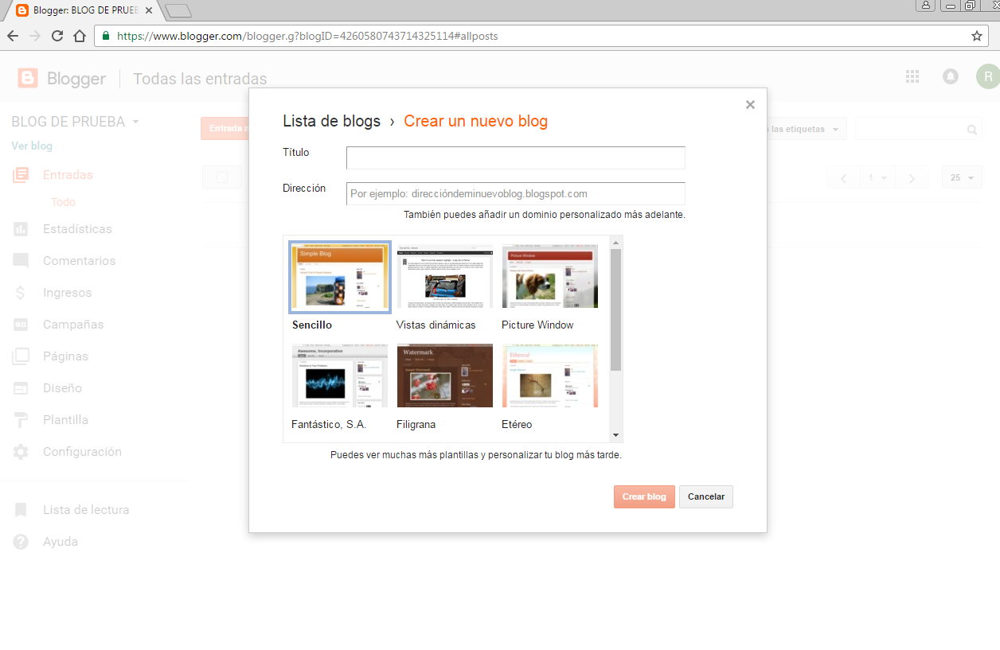 Blogger: BLOG DE PRUEB
https://www.blogger.com/blogger.g?blogID=4260580743714325114#allposts
Blogger Todas las entradas R
Lista de blogs › Crear un nuevo blog
BLOG DE PRUEBA
Entrada n
las etiquetas
Ver blog
Título
Entradas
1
25
Dirección
Por ejemplo: direccióndeminuevoblog.blogspot.com
Todo
También puedes añadir un dominio personalizado más adelante.
Estadísticas
Comentarios
Ingresos
Campañas
Páginas
Diseño
Plantilla
Configuración
Lista de lectura
Ayuda
Simple Blog
Picture Window
Sencillo Vistas dinámicas Picture Window
Awesome, Incorporation
Watermark
Ethereal
Fantástico, S.A. Filigrana Etéreo
Puedes ver muchas más plantillas y personalizar tu blog más tarde.
Crear blog Cancelar